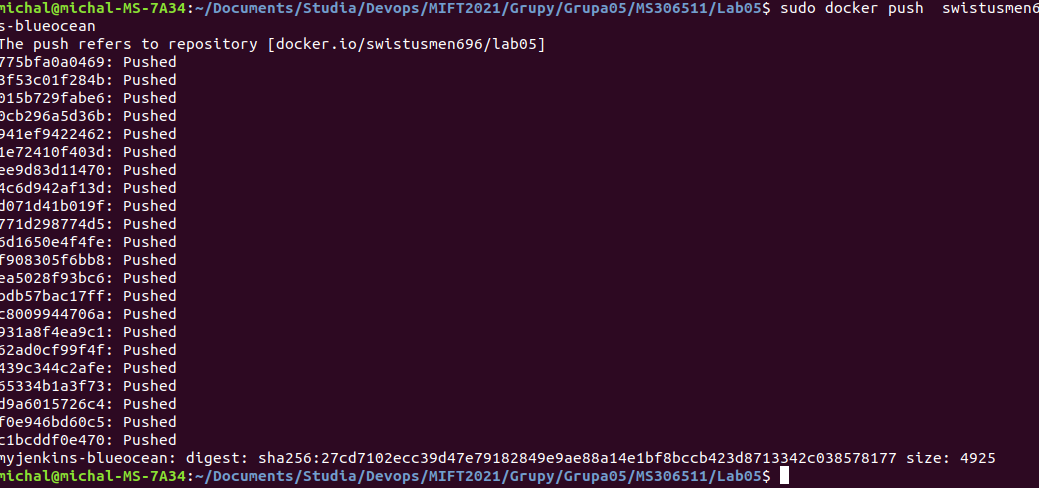 michal@michal-MS-7A34:~/Documents/Studia/Devops/MIFT2021/Grupy/Grupa05/MS306511/Lab05$ sudo docker push  swistusmen6
s-blueocean
The push refers to repository [docker.io/swistusmen696/lab05]
775bfa0a0469: Pushed
3f53c01f284b: Pushed
015b729fabe6: Pushed
0cb296a5d36b: Pushed
941ef9422462: Pushed
1e72410f403d: Pushed
ee9d83d11470: Pushed
4c6d942af13d: Pushed
d071d41b019f: Pushed
771d298774d5: Pushed
6d1650e4f4fe: Pushed
f908305f6bb8: Pushed
ea5028f93bc6: Pushed
bdb57bac17ff: Pushed
c8009944706a: Pushed
931a8f4ea9c1: Pushed
62ad0cf99f4f: Pushed
439c344c2afe: Pushed
65334b1a3f73: Pushed
d9a6015726c4: Pushed
f0e946bd60c5: Pushed
c1bcddf0e470: Pushed
myjenkins-blueocean: digest: sha256:27cd7102ecc39d47e79182849e9ae88a14e1bf8bccb423d8713342c038578177 size: 4925
michal@michal-MS-7A34:~/Documents/Studia/Devops/MIFT2021/Grupy/Grupa05/MS306511/Lab05$